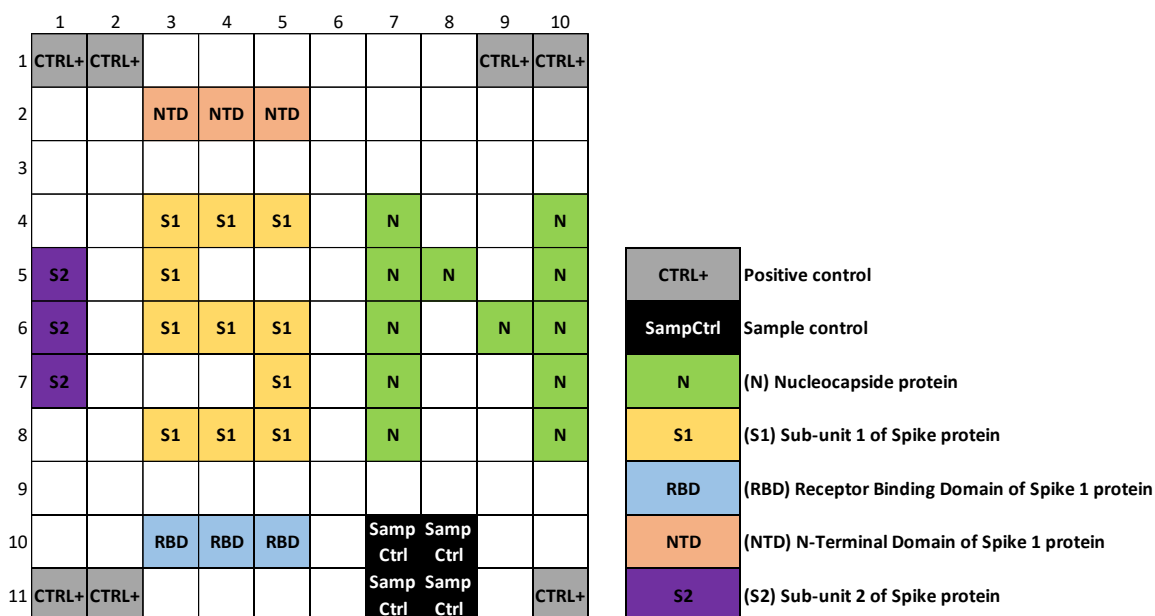 1 2 3 4 5 6 7 8 9 10
1 CTRL+ CTRL+ CTRL+ CTRL+
2 NTD NTD NTD
3
4 S1 S1 S1 N N
5 S2 S1 N N N CTRL+ Positive control
6 S2 S1 S1 S1 N N N SampCtrl Sample control
7 S2 S1 N N N (N) Nucleocapside protein
8 S1 S1 S1 N N S1 (S1) Sub-unit 1 of Spike protein
9 RBD (RBD) Receptor Binding Domain of Spike 1 protein
10 RBD RBD RBD Samp Ctrl Samp Ctrl NTD (NTD) N-Terminal Domain of Spike 1 protein
11 CTRL+ CTRL+ Samp Ctrl Samp Ctrl CTRL+ S2 (S2) Sub-unit 2 of Spike protein